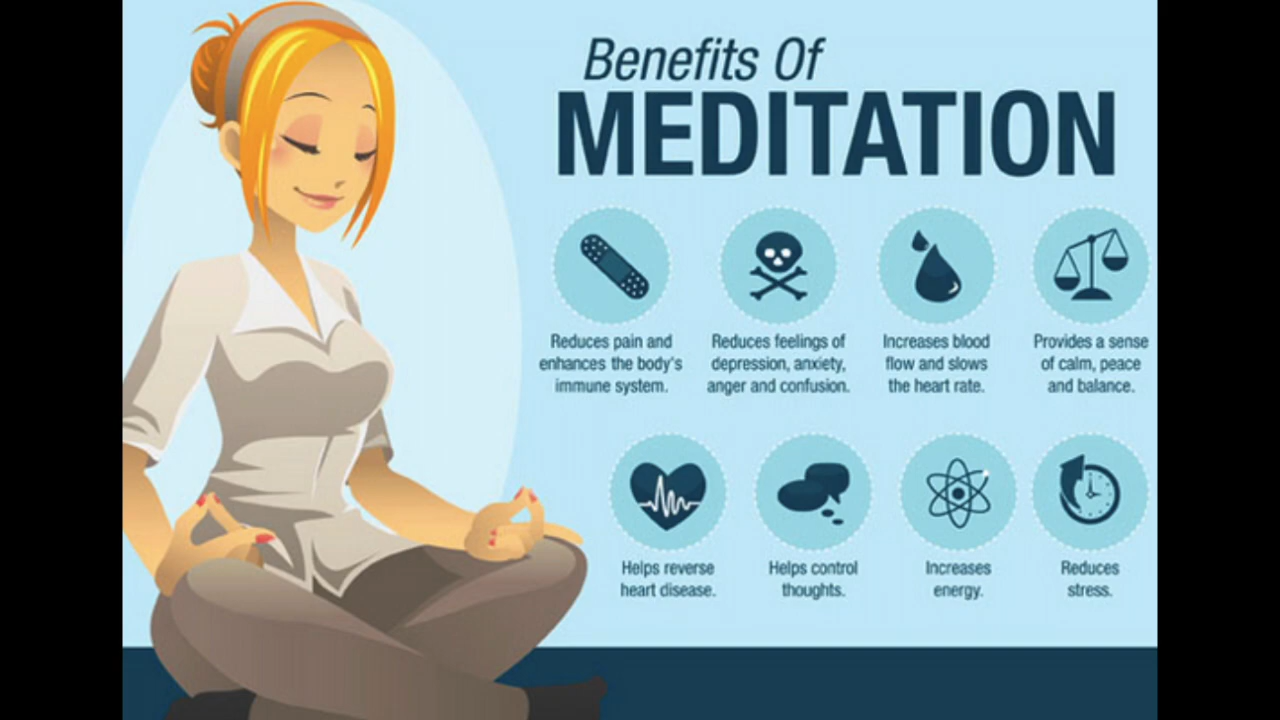 Benefits Of
MEDITATION
Reduces pain and
enhances the body's
immune system.
Reduces feelings of
depression, anxiety,
anger and confusion.
Increases blood
flow and slows
the heart rate.
Provides a sense
of calm, peace
and balance.
Helps reverse
heart disease.
Helps control
thoughts.
Increases
energy.
Reduces
stress.